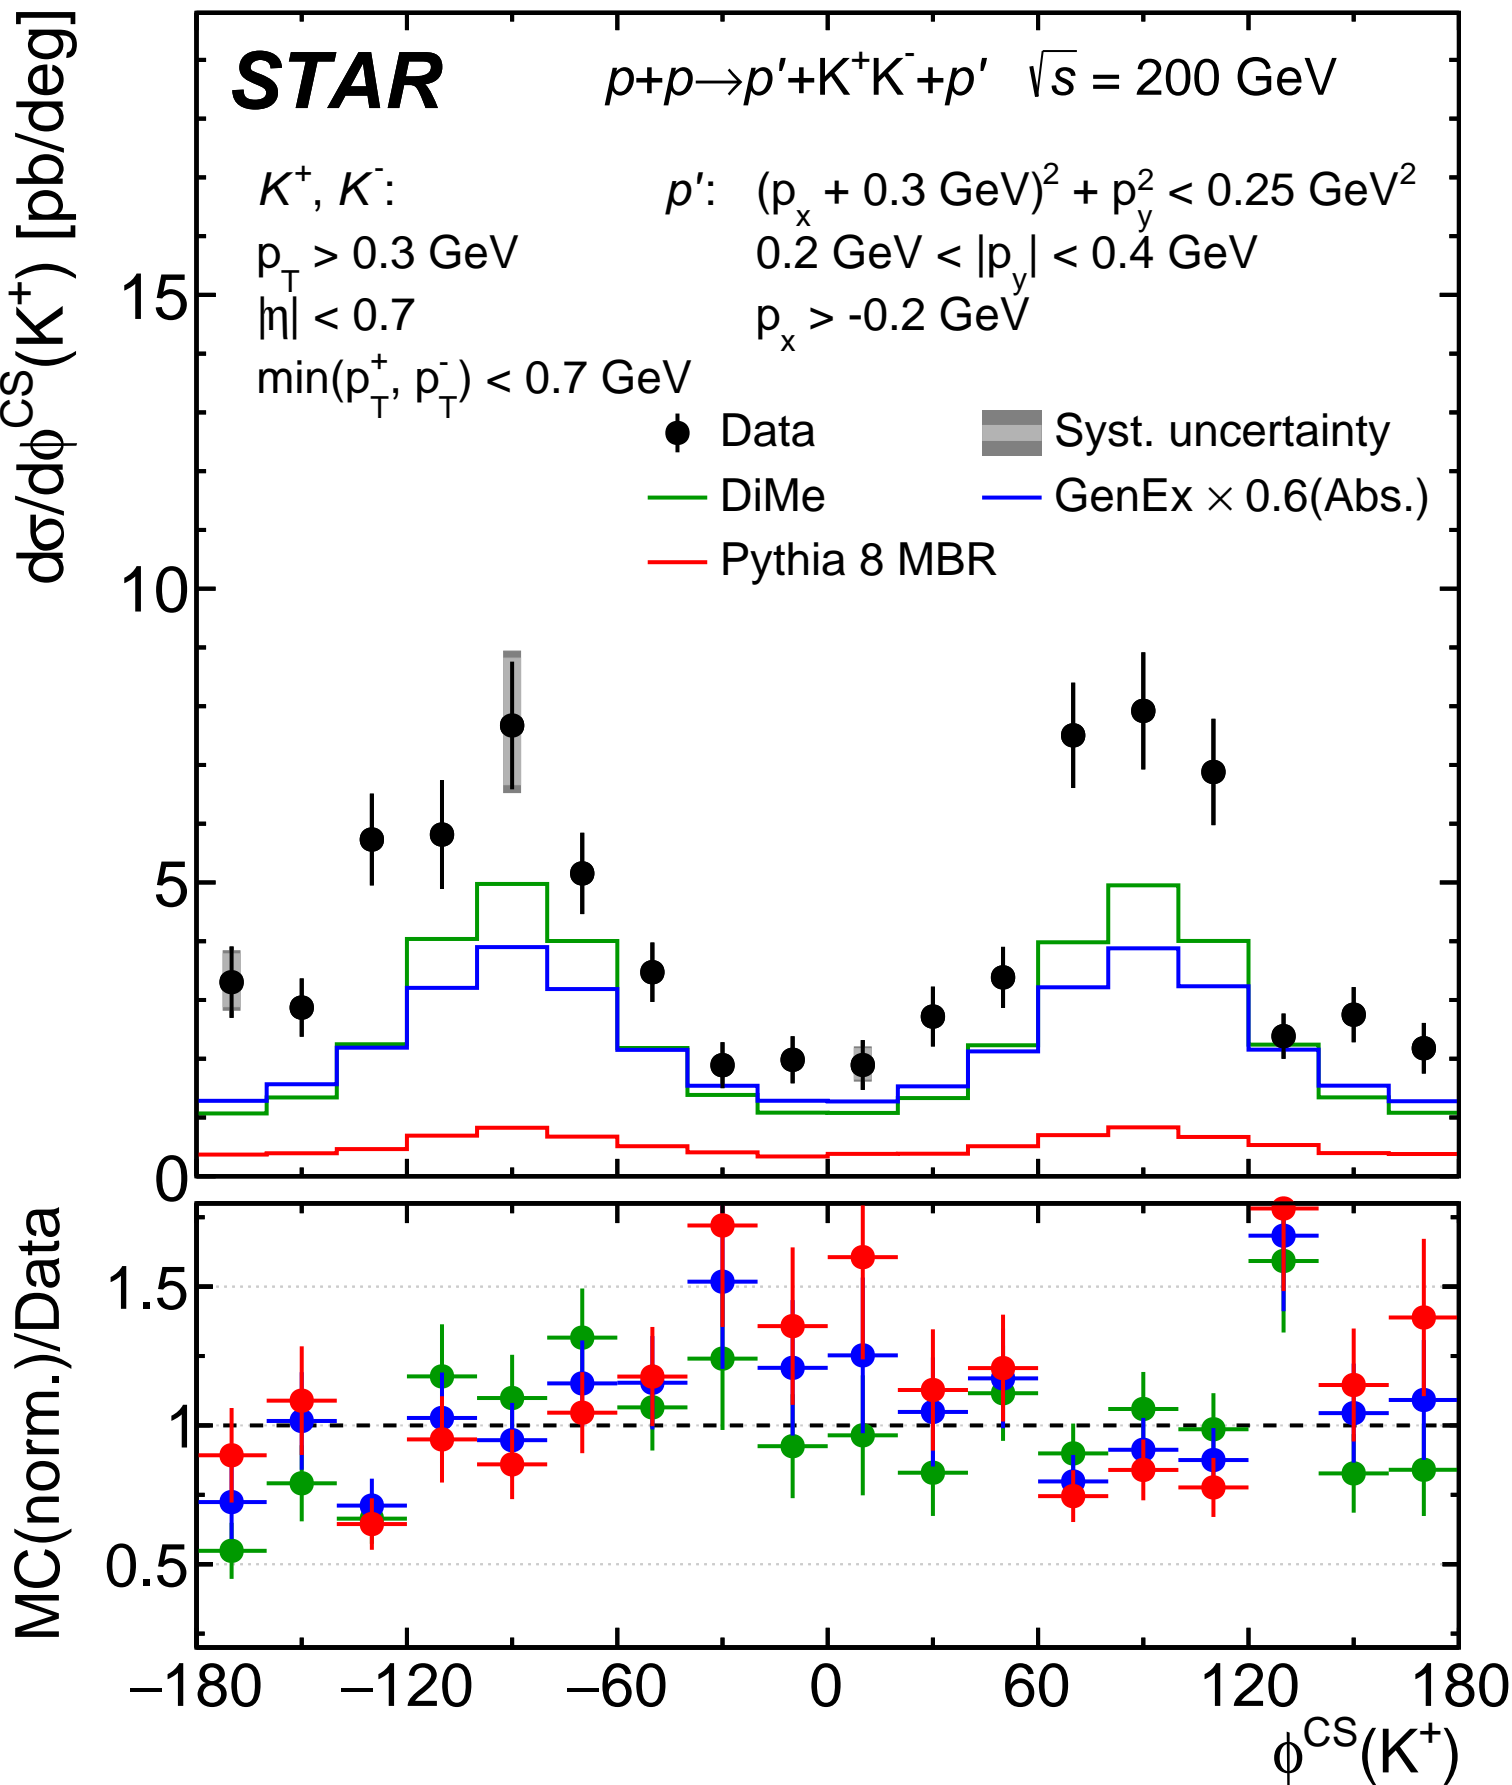 STAR p+p→p′+K⁺K⁻+p′ √s = 200 GeV
K⁺, K⁻: p′: (pₓ + 0.3 GeV)² + p_y² < 0.25 GeV²
p_T > 0.3 GeV 0.2 GeV < |p_y| < 0.4 GeV
|η| < 0.7 pₓ > -0.2 GeV
min(p_T⁺, p_T⁻) < 0.7 GeV
Data Syst. uncertainty
DiMe GenEx × 0.6(Abs.)
Pythia 8 MBR
dσ/dϕ^CS(K⁺) [pb/deg]
15
10
5
0
MC(norm.)/Data
1.5
1
0.5
−180 −120 −60 0 60 120 180
ϕ^CS(K⁺)